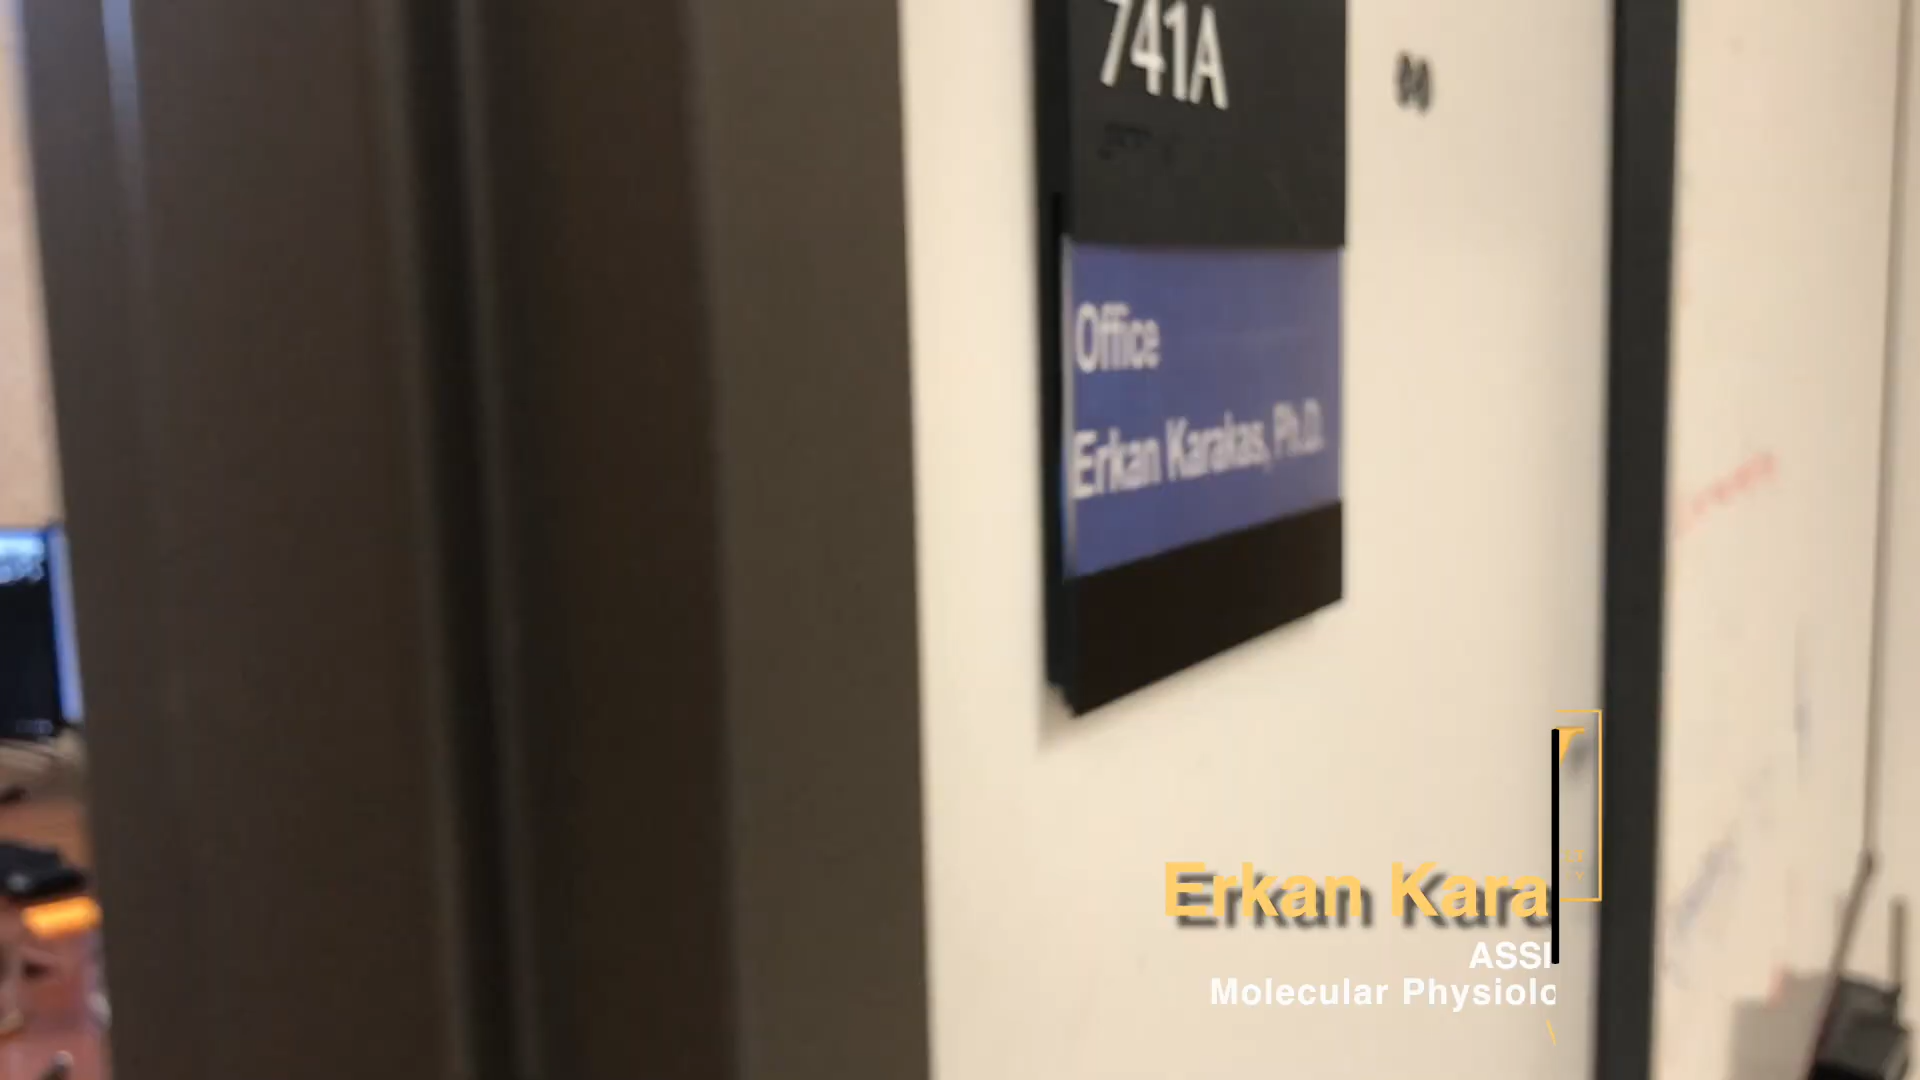 741A
Office
Erkan Karakas, Ph.D.
Erkan Kara
ASSI
Molecular Physiolo